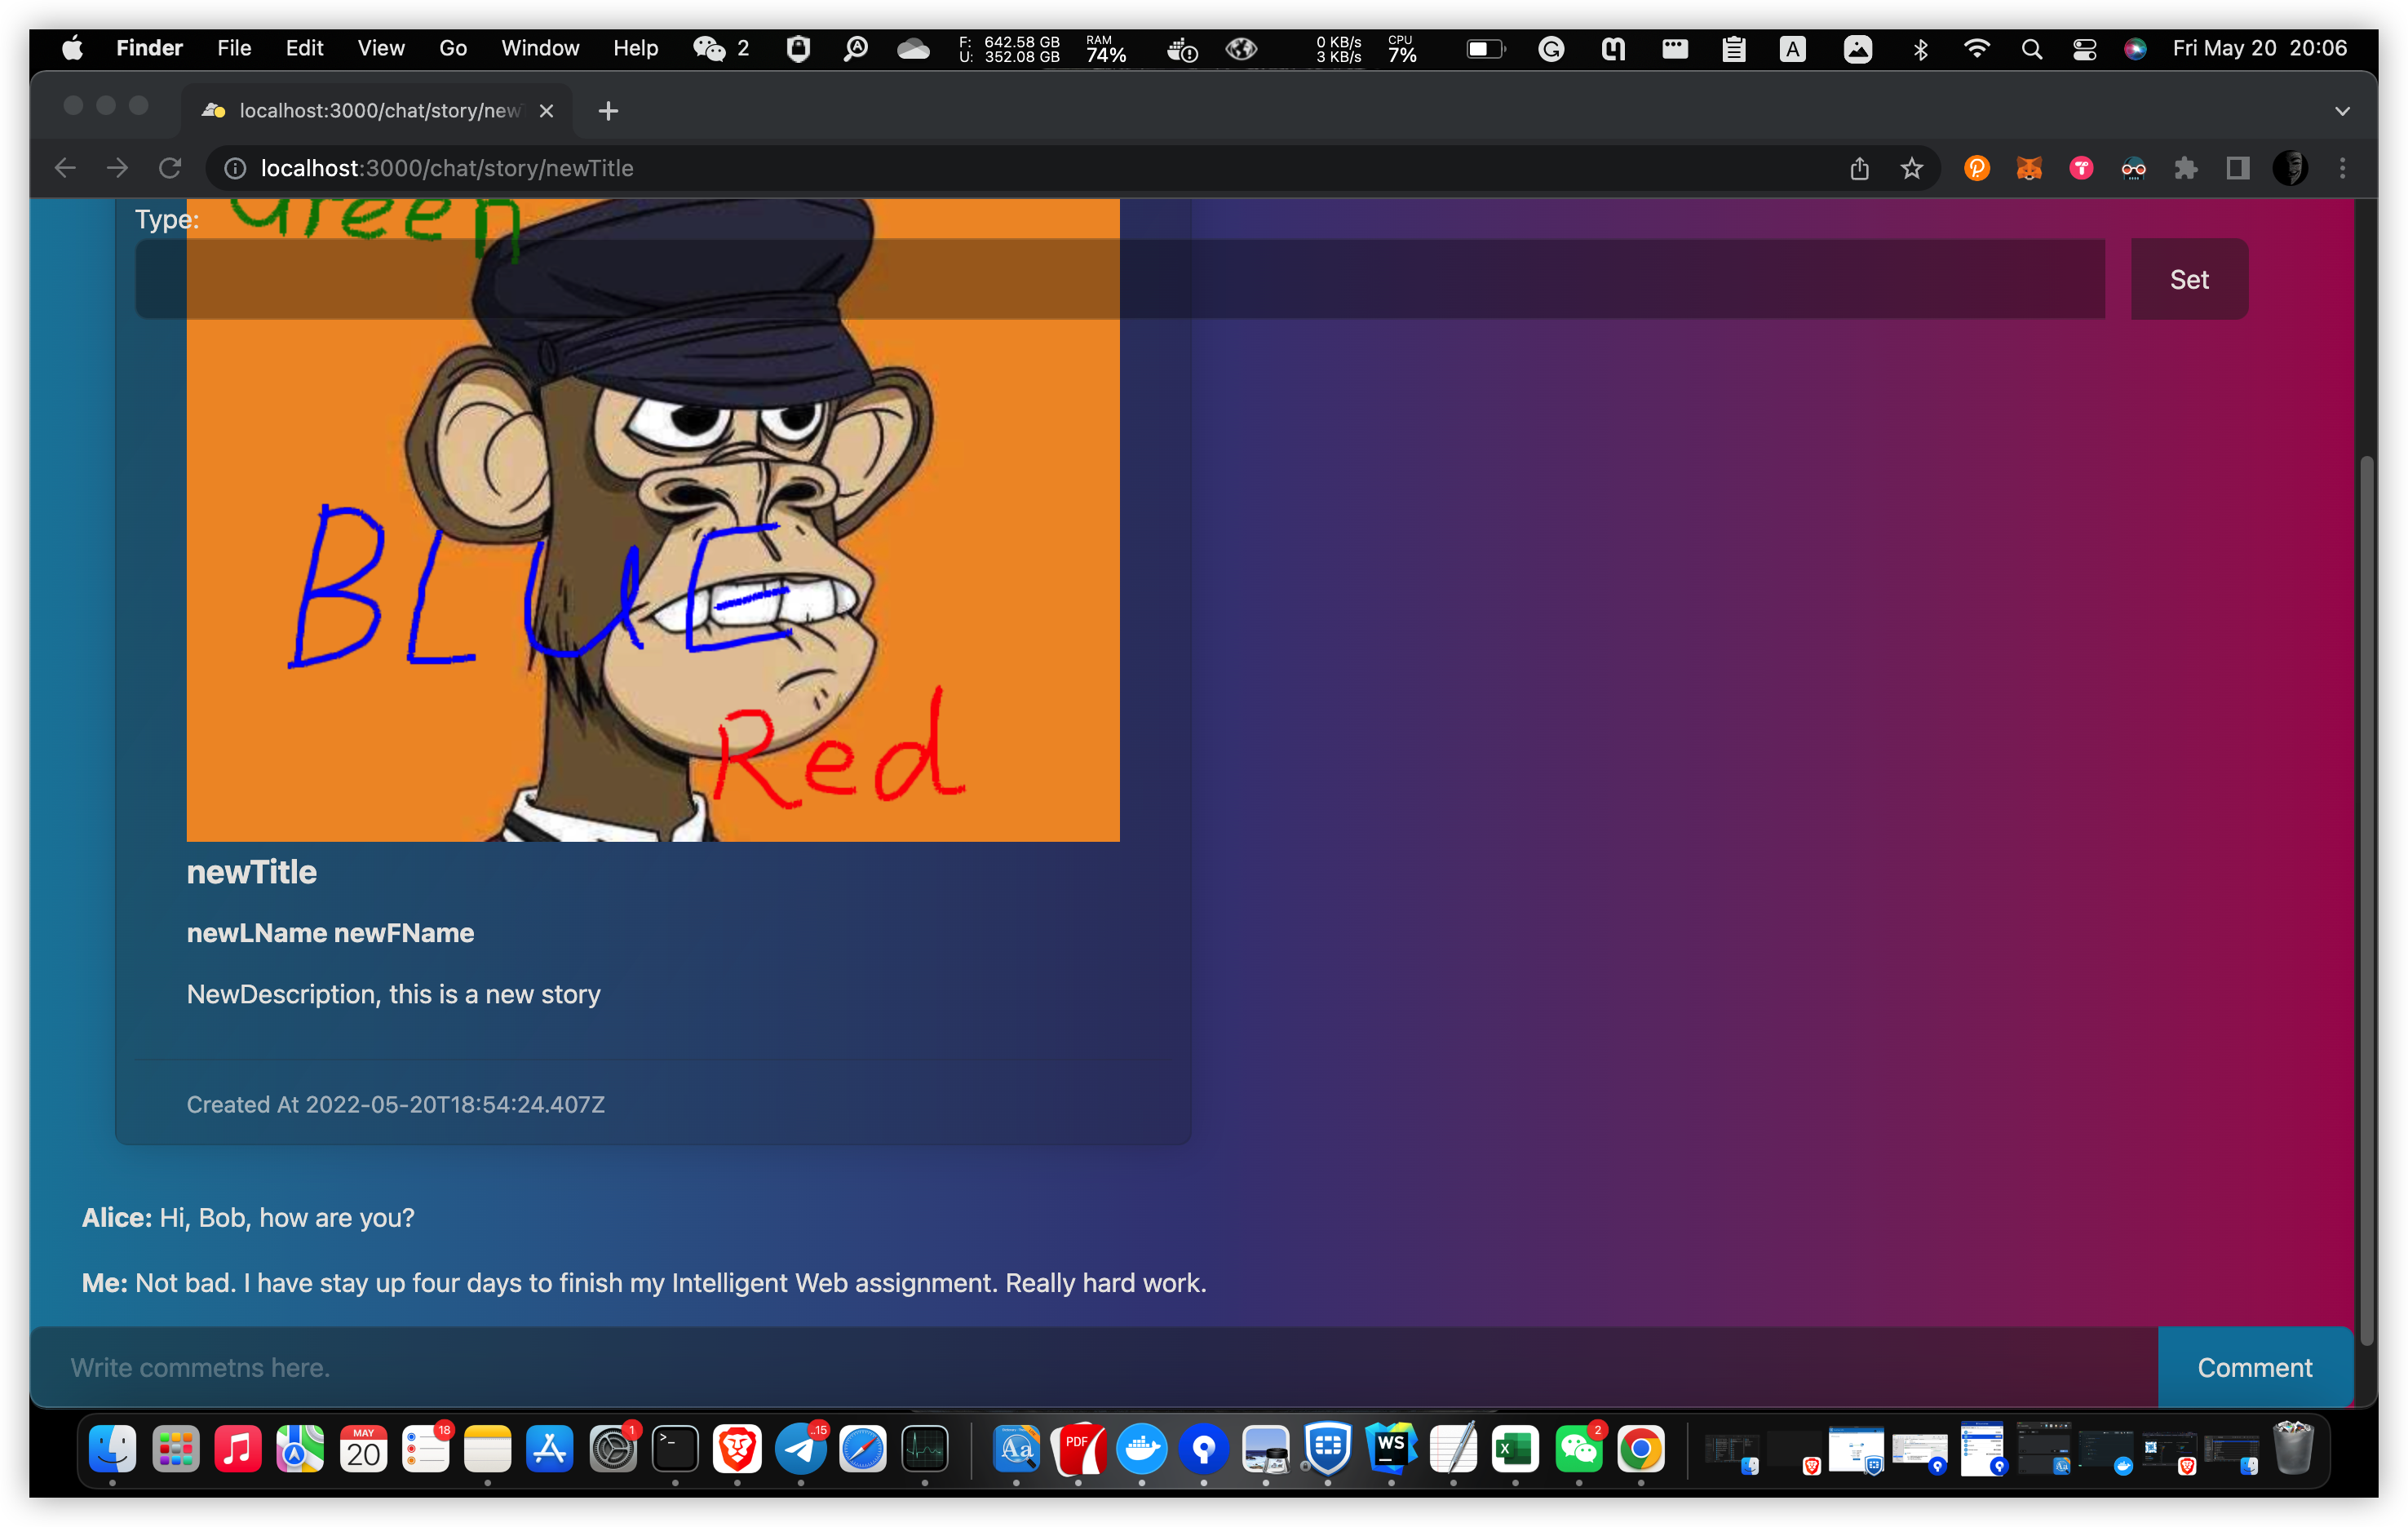 Finder File Edit View Go Window Help 2 F: 642.58 GB U: 352.08 GB RAM 74% 0 KB/s 3 KB/s CPU 7% A Fri May 20 20:06
localhost:3000/chat/story/new
localhost:3000/chat/story/newTitle
Green
Type:
Set
BLUE
Red
newTitle
newLName newFName
NewDescription, this is a new story
Created At 2022-05-20T18:54:24.407Z
Alice: Hi, Bob, how are you?
Me: Not bad. I have stay up four days to finish my Intelligent Web assignment. Really hard work.
Write commetns here.
Comment
MAY 20 18 1 >_ ..15 Aa PDF WS X 2